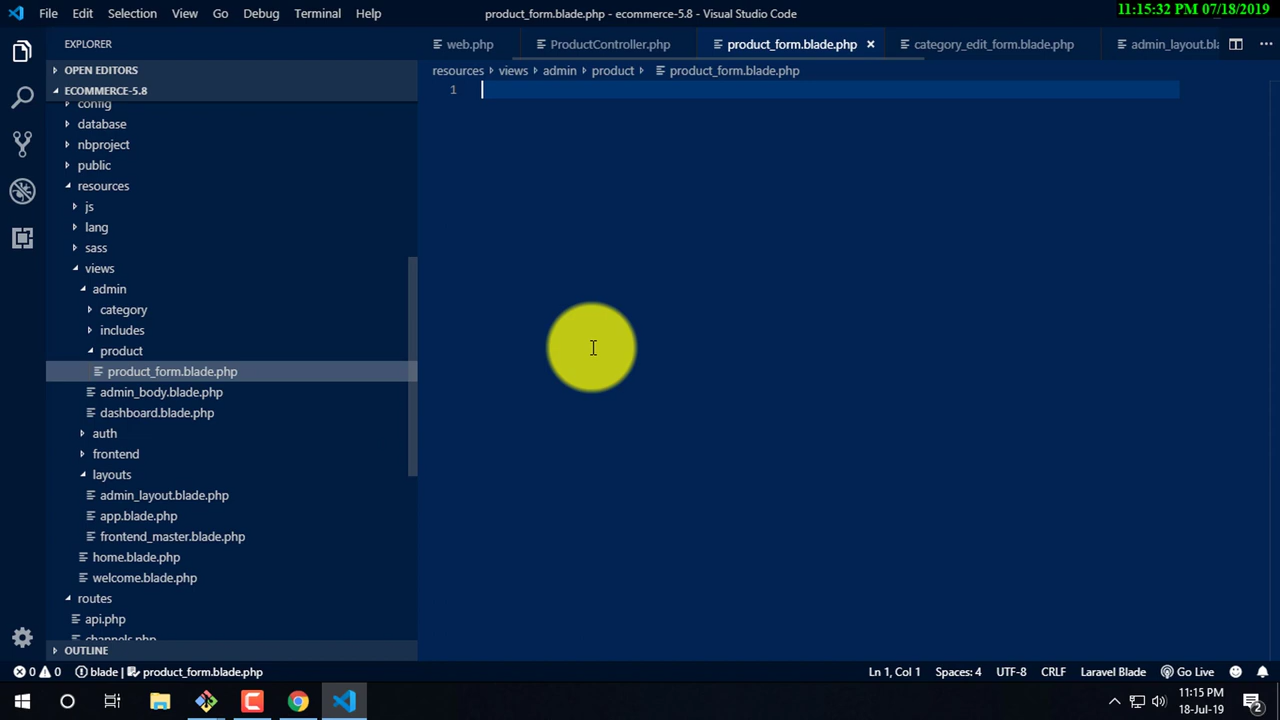 File Edit Selection View Go Debug Terminal Help
product_form.blade.php - ecommerce-5.8 - Visual Studio Code
11:15:32 PM 07/18/2019
EXPLORER
OPEN EDITORS
ECOMMERCE-5.8
config
database
nbproject
public
resources
js
lang
sass
views
admin
category
includes
product
product_form.blade.php
admin_body.blade.php
dashboard.blade.php
auth
frontend
layouts
admin_layout.blade.php
app.blade.php
frontend_master.blade.php
home.blade.php
welcome.blade.php
routes
api.php
channels.php
OUTLINE
web.php
ProductController.php
product_form.blade.php
category_edit_form.blade.php
admin_layout.bla
resources views admin product product_form.blade.php
1
0 0 blade | product_form.blade.php
Ln 1, Col 1 Spaces: 4 UTF-8 CRLF Laravel Blade Go Live
11:15 PM
18-Jul-19
2